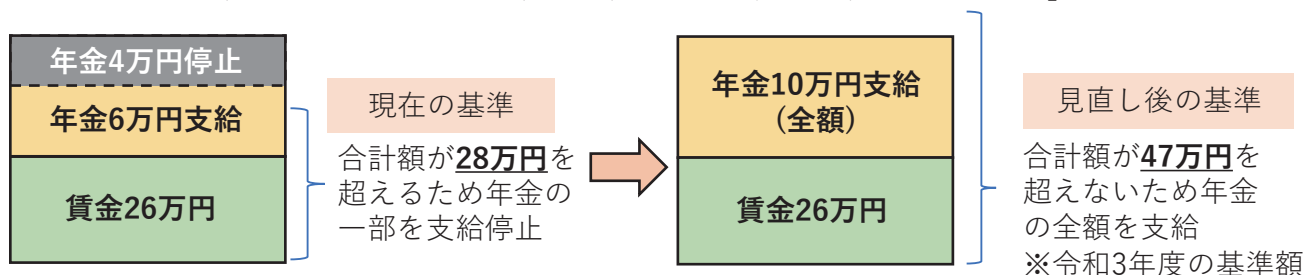 年金4万円停止
年金6万円支給
賃金26万円
現在の基準
合計額が28万円を
超えるため年金の
一部を支給停止
年金10万円支給
(全額)
賃金26万円
見直し後の基準
合計額が47万円を
超えないため年金
の全額を支給
※令和3年度の基準額